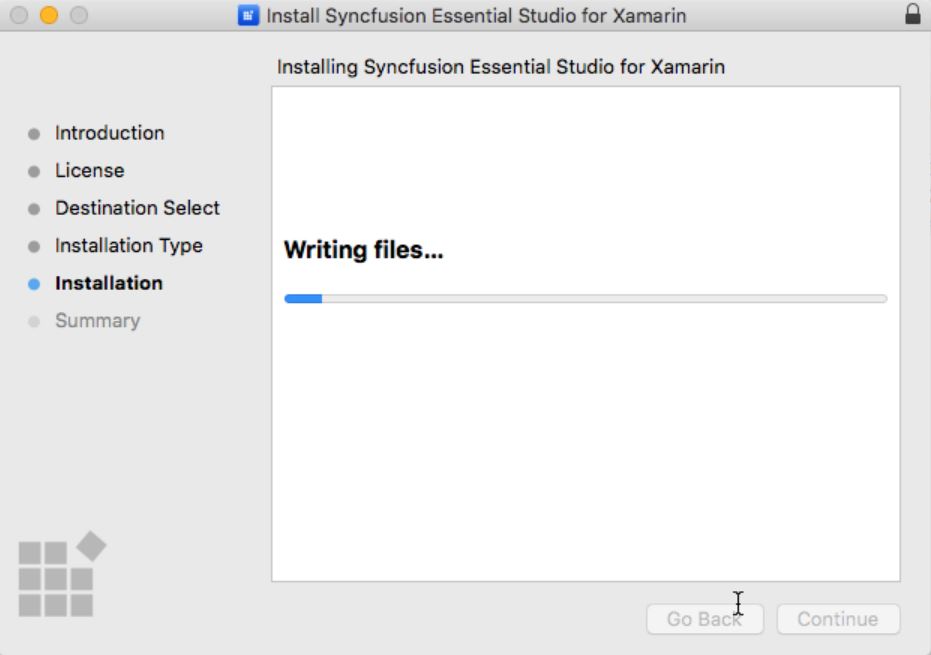 Install Syncfusion Essential Studio for Xamarin
Installing Syncfusion Essential Studio for Xamarin
Introduction
License
Destination Select
Installation Type
Installation
Summary
Writing files...
Go Back
Continue